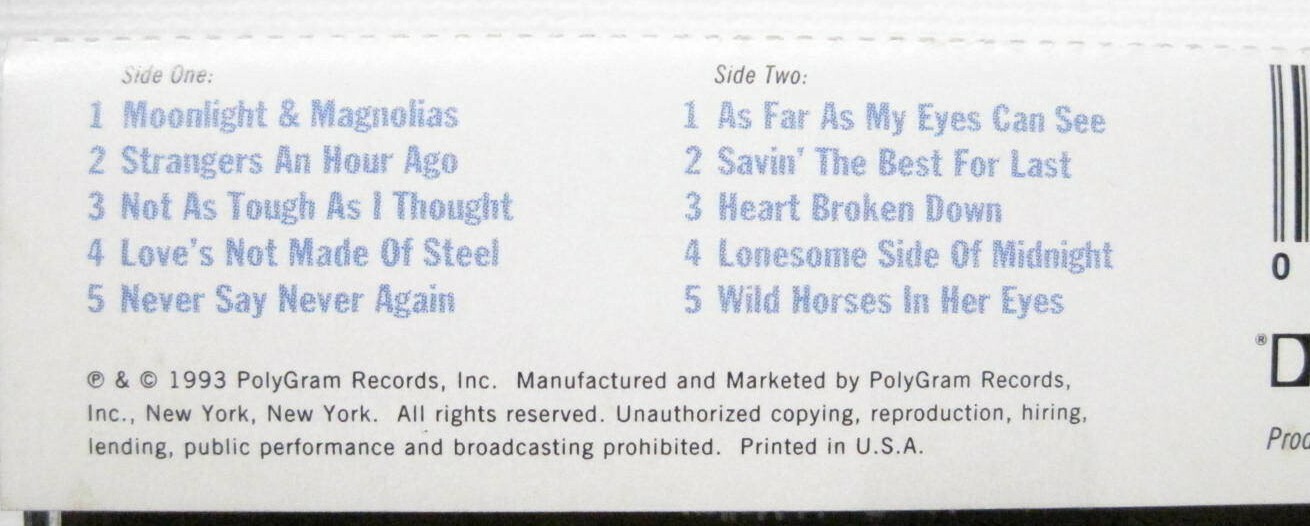 Side One:
1 Moonlight & Magnolias
2 Strangers An Hour Ago
3 Not As Tough As I Thought
4 Love's Not Made Of Steel
5 Never Say Never Again
Side Two:
1 As Far As My Eyes Can See
2 Savin' The Best For Last
3 Heart Broken Down
4 Lonesome Side Of Midnight
5 Wild Horses In Her Eyes
℗ & © 1993 PolyGram Records, Inc. Manufactured and Marketed by PolyGram Records,
Inc., New York, New York. All rights reserved. Unauthorized copying, reproduction, hiring,
lending, public performance and broadcasting prohibited. Printed in U.S.A.
0
®